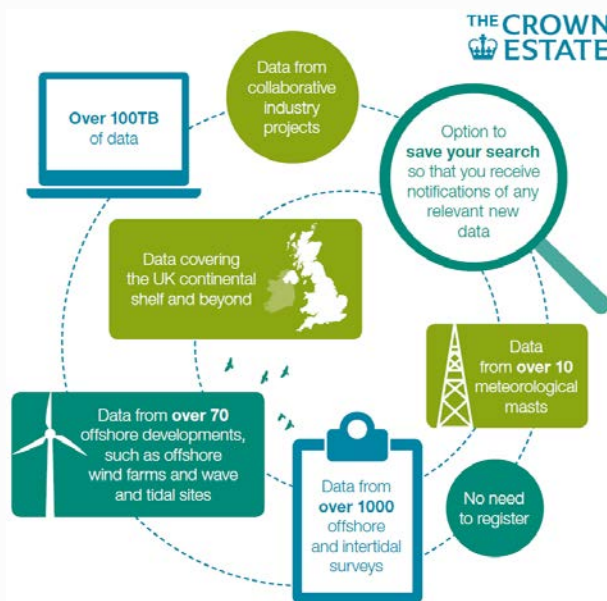 THE CROWN
ESTATE
Over 100TB
of data
Data from
collaborative
industry
projects
Option to
save your search
so that you receive
notifications of any
relevant new
data
Data covering
the UK continental
shelf and beyond
Data
from over 10
meteorological
masts
Data from over 70
offshore developments,
such as offshore
wind farms and wave
and tidal sites
Data from
over 1000
offshore
and intertidal
surveys
No need
to register